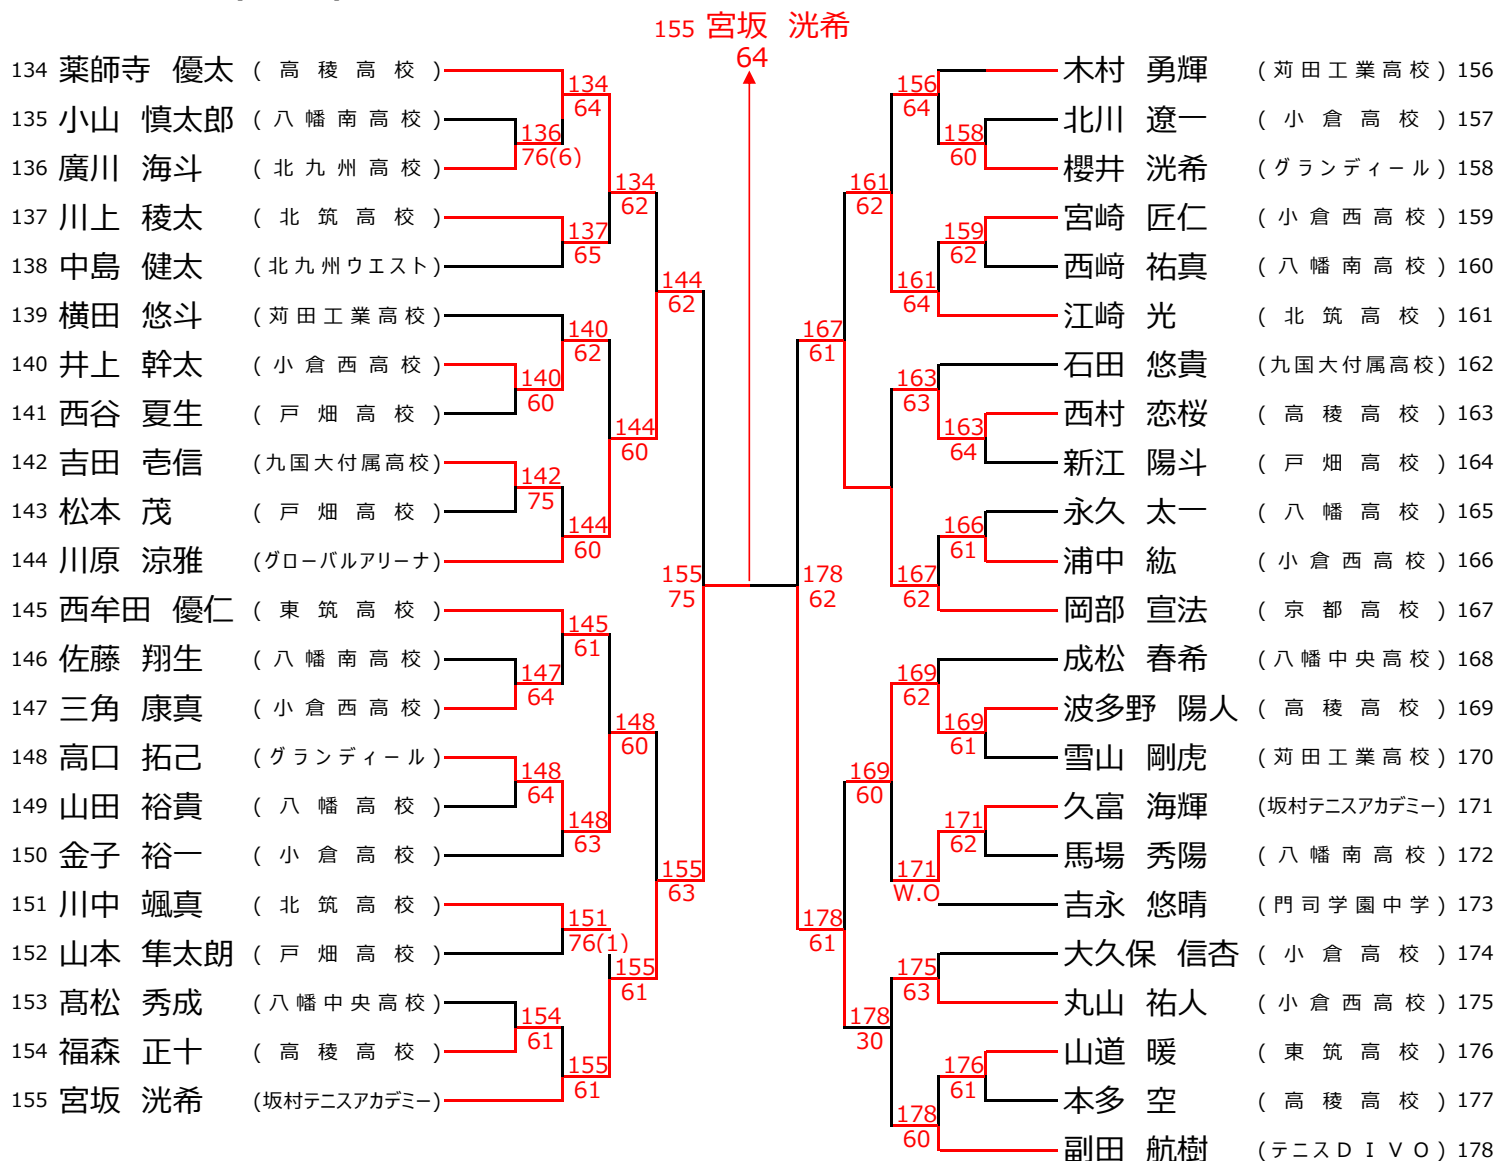 155 宮坂 洸希
64
134 薬師寺 優太 ( 高稜高校 )
135 小山 慎太郎 ( 八幡南高校 )
136 廣川 海斗 ( 北九州高校 )
137 川上 稜太 ( 北筑高校 )
138 中島 健太 (北九州ウエスト)
139 横田 悠斗 (苅田工業高校)
140 井上 幹太 ( 小倉西高校 )
141 西谷 夏生 ( 戸畑高校 )
142 吉田 壱信 (九国大付属高校)
143 松本 茂 ( 戸畑高校 )
144 川原 涼雅 (グローバルアリーナ)
145 西牟田 優仁 ( 東筑高校 )
146 佐藤 翔生 ( 八幡南高校 )
147 三角 康真 ( 小倉西高校 )
148 高口 拓己 (グランディール)
149 山田 裕貴 ( 八幡高校 )
150 金子 裕一 ( 小倉高校 )
151 川中 颯真 ( 北筑高校 )
152 山本 隼太朗 ( 戸畑高校 )
153 髙松 秀成 (八幡中央高校)
154 福森 正十 ( 高稜高校 )
155 宮坂 洸希 (坂村テニスアカデミー)
134
64
136
76(6)
134
62
137
65
144
62
140
62
140
60
144
60
142
75
144
60
155
75
145
61
147
64
148
60
148
64
148
63
155
63
151
76(1)
155
61
154
61
155
61
木村 勇輝 (苅田工業高校) 156
北川 遼一 ( 小倉高校 ) 157
櫻井 洸希 (グランディール) 158
宮崎 匠仁 ( 小倉西高校 ) 159
西﨑 祐真 ( 八幡南高校 ) 160
江崎 光 ( 北筑高校 ) 161
石田 悠貴 (九国大付属高校) 162
西村 恋桜 ( 高稜高校 ) 163
新江 陽斗 ( 戸畑高校 ) 164
永久 太一 ( 八幡高校 ) 165
浦中 紘 ( 小倉西高校 ) 166
岡部 宣法 ( 京都高校 ) 167
成松 春希 (八幡中央高校) 168
波多野 陽人 ( 高稜高校 ) 169
雪山 剛虎 (苅田工業高校) 170
久富 海輝 (坂村テニスアカデミー) 171
馬場 秀陽 ( 八幡南高校 ) 172
吉永 悠晴 (門司学園中学) 173
大久保 信杏 ( 小倉高校 ) 174
丸山 祐人 ( 小倉西高校 ) 175
山道 暖 ( 東筑高校 ) 176
本多 空 ( 高稜高校 ) 177
副田 航樹 (テニスDIVO) 178
156
64
158
60
161
62
159
62
161
64
167
61
163
63
163
64
166
61
167
62
178
62
169
62
169
61
169
60
171
62
171
W.O
178
61
175
63
178
30
176
61
178
60